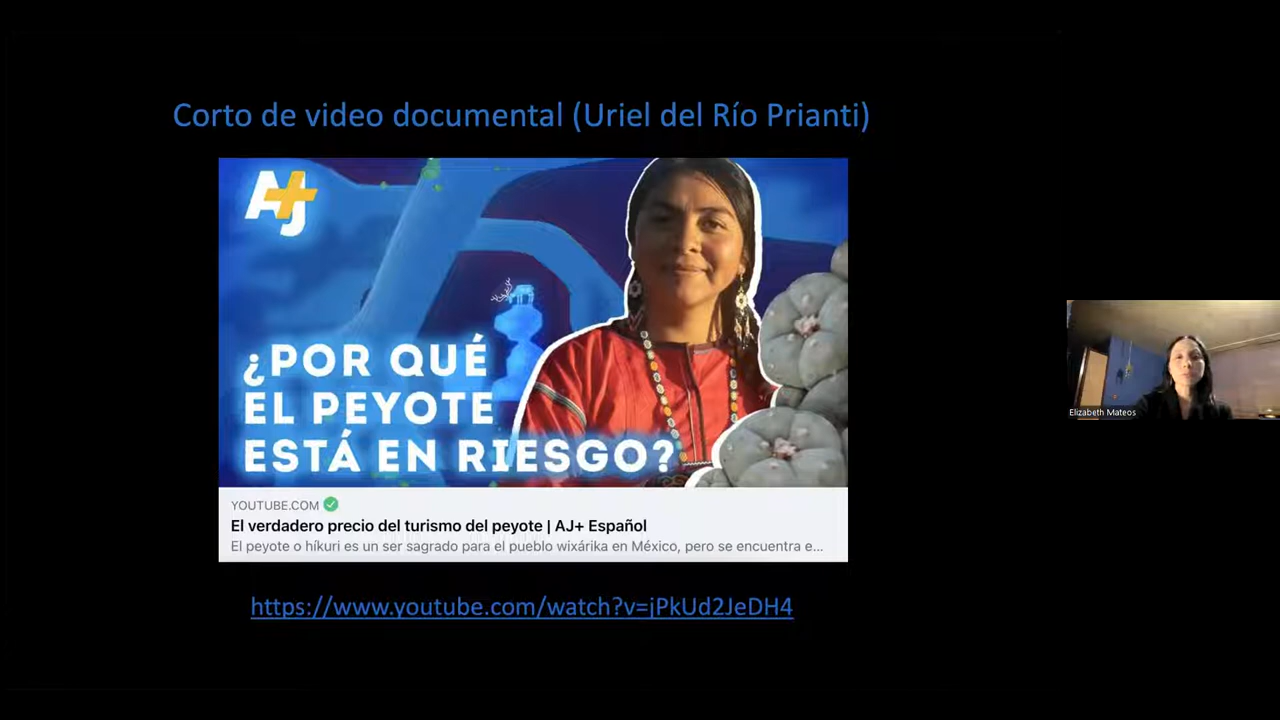 Corto de video documental (Uriel del Río Prianti)
AJ+
¿POR QUÉ
EL PEYOTE
ESTÁ EN RIESGO?
YOUTUBE.COM
El verdadero precio del turismo del peyote | AJ+ Español
El peyote o híkuri es un ser sagrado para el pueblo wixárika en México, pero se encuentra e...
https://www.youtube.com/watch?v=jPkUd2JeDH4
Elizabeth Mateos